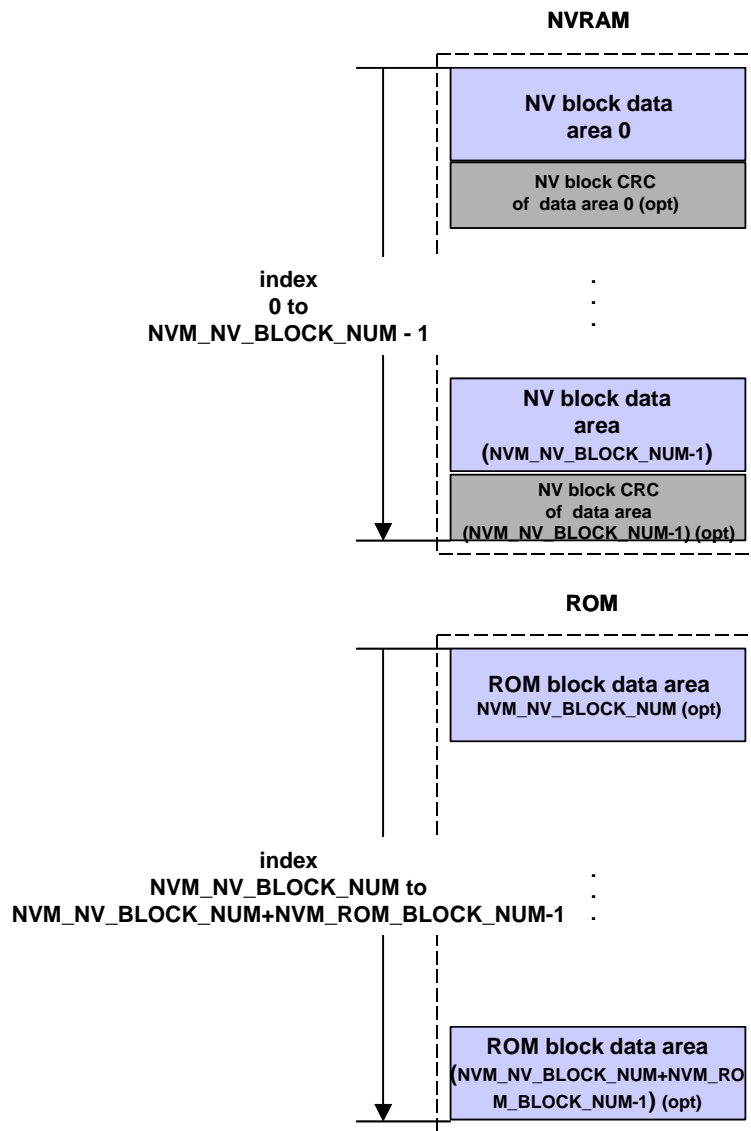 NVRAM
NV block data
area 0
NV block CRC
of data area 0 (opt)
index
0 to
NVM_NV_BLOCK_NUM - 1
.
.
.
NV block data
area
(NVM_NV_BLOCK_NUM-1)
NV block CRC
of data area
(NVM_NV_BLOCK_NUM-1) (opt)
ROM
ROM block data area
NVM_NV_BLOCK_NUM (opt)
index
NVM_NV_BLOCK_NUM to
NVM_NV_BLOCK_NUM+NVM_ROM_BLOCK_NUM-1
.
.
.
ROM block data area
(NVM_NV_BLOCK_NUM+NVM_RO
M_BLOCK_NUM-1) (opt)